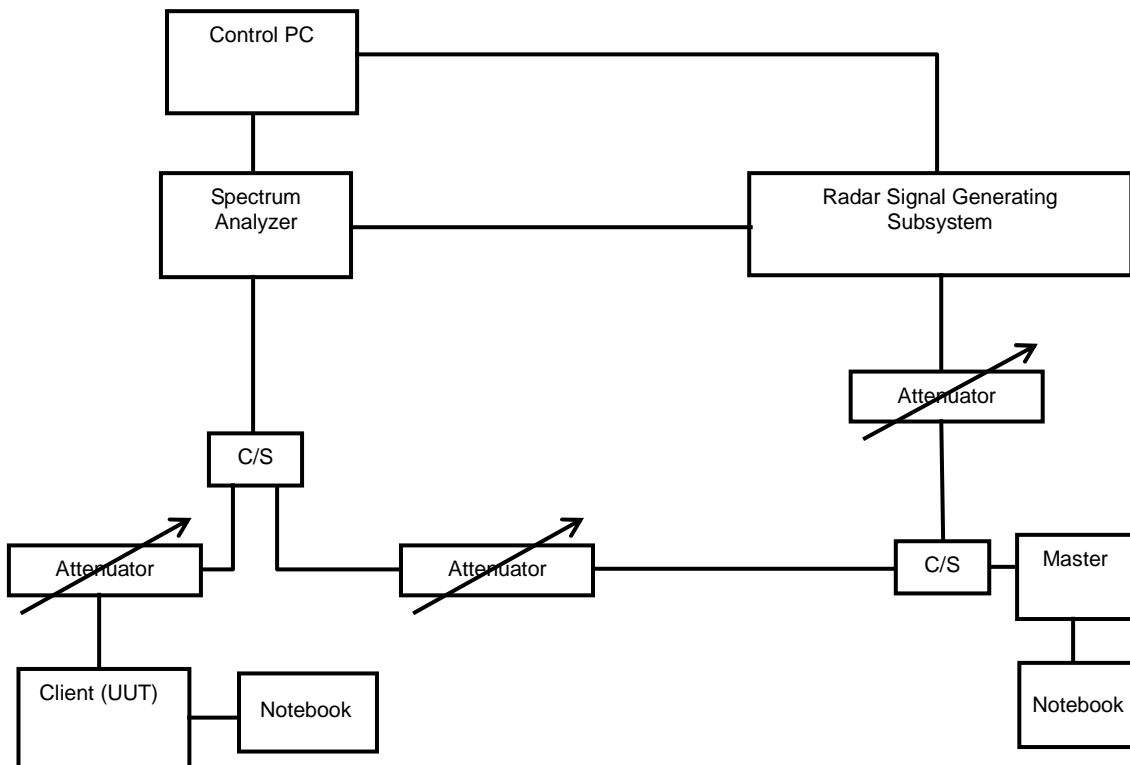 Control PC
Spectrum
Analyzer
Radar Signal Generating
Subsystem
Attenuator
C/S
Attenuator
Attenuator
C/S
Master
Client (UUT)
Notebook
Notebook